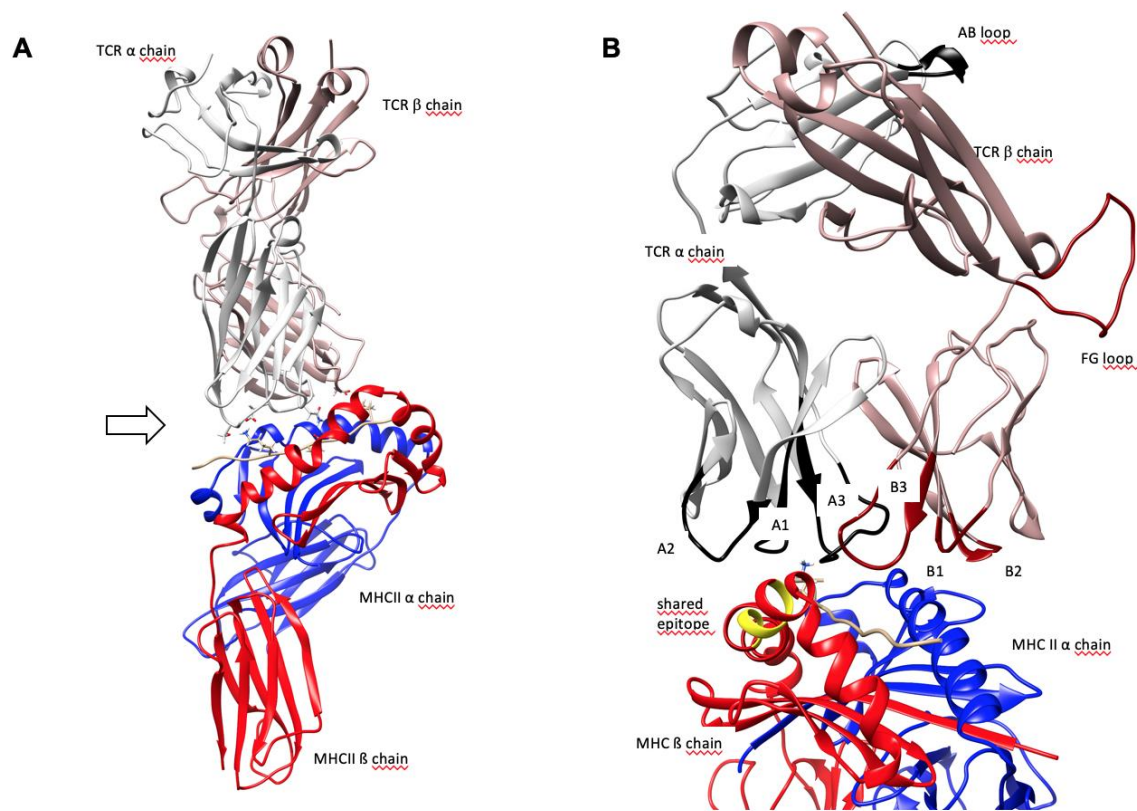 A
TCR α chain
TCR β chain
MHCII α chain
MHCII ß chain
B
AB loop
TCR β chain
TCR α chain
FG loop
A2
A1
A3
B3
B1
B2
shared
epitope
MHC II α chain
MHC ß chain